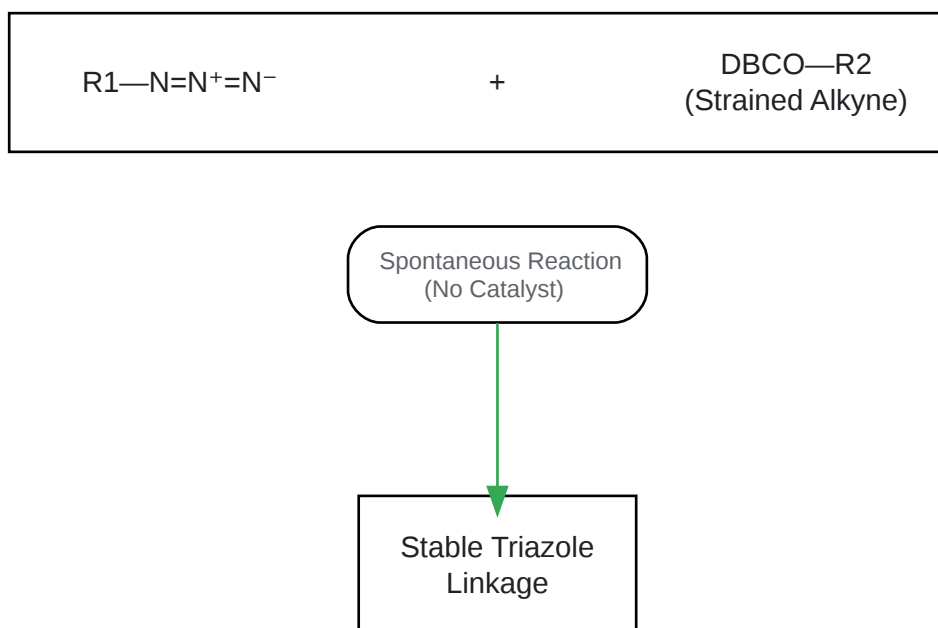 R1—N=N⁺=N⁻
+
DBCO—R2
(Strained Alkyne)
Spontaneous Reaction
(No Catalyst)
Stable Triazole
Linkage